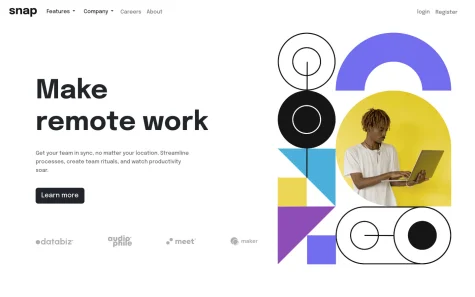 snap Features Company Careers About login Register
Make
remote work
Get your team in sync, no matter your location. Streamline
processes, create team rituals, and watch productivity
soar.
Learn more
databiz audiophile meet maker